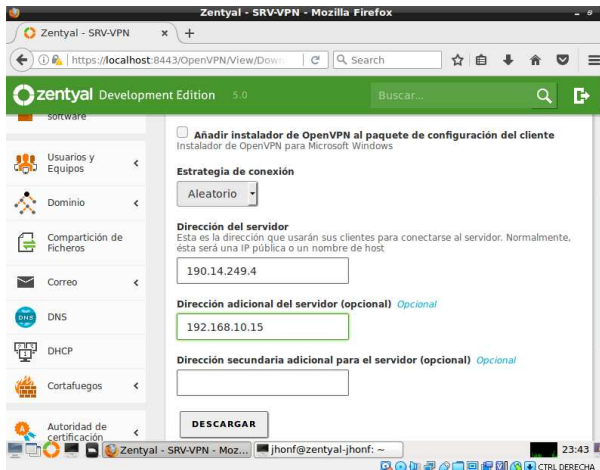 Zentyal - SRV-VPN - Mozilla Firefox
Zentyal - SRV-VPN
https://localhost:8443/OpenVPN/View/Down
Search
zentyal Development Edition 5.0
Buscar...
software
Usuarios y
Equipos
Dominio
Compartición de
Ficheros
Correo
DNS
DNS
DHCP
Cortafuegos
Autoridad de
certificación
Añadir instalador de OpenVPN al paquete de configuración del cliente
Instalador de OpenVPN para Microsoft Windows
Estrategia de conexión
Aleatorio
Dirección del servidor
Esta es la dirección que usarán sus clientes para conectarse al servidor. Normalmente,
ésta será una IP pública o un nombre de host
190.14.249.4
Dirección adicional del servidor (opcional) Opcional
192.168.10.15
Dirección secundaria adicional para el servidor (opcional) Opcional
DESCARGAR
Zentyal - SRV-VPN - Moz...
jhonf@zentyal-jhonf: ~
23:43
CTRL DERECHA